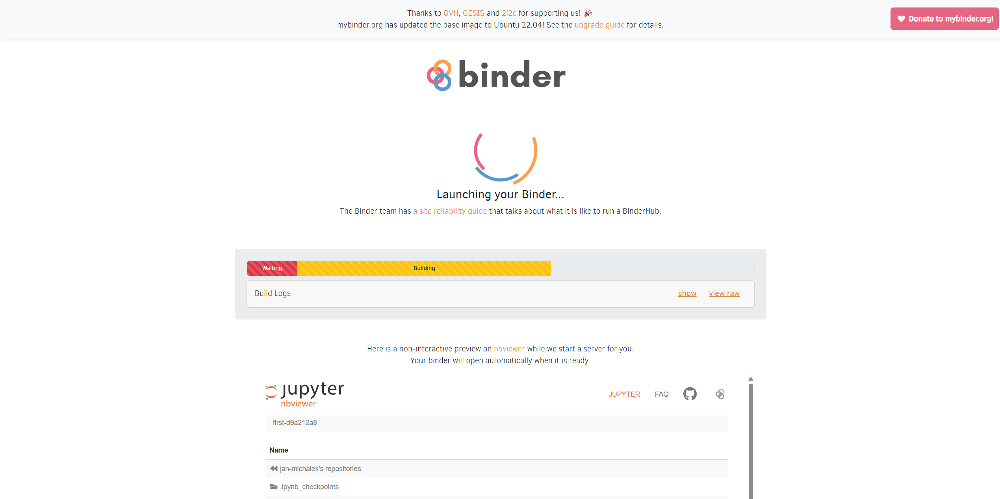 Thanks to OVH, GESIS and 2i2c for supporting us! 🎉
mybinder.org has updated the base image to Ubuntu 22.04! See the upgrade guide for details.
🤍 Donate to mybinder.org!
binder
Launching your Binder...
The Binder team has a site reliability guide that talks about what it is like to run a BinderHub.
Waiting
Building
Build Logs
show
view raw
Here is a non-interactive preview on nbviewer while we start a server for you.
Your binder will open automatically when it is ready.
jupyter
nbviewer
JUPYTER
FAQ
first-d9a212a8
Name
jan-michalek's repositories
.ipynb_checkpoints